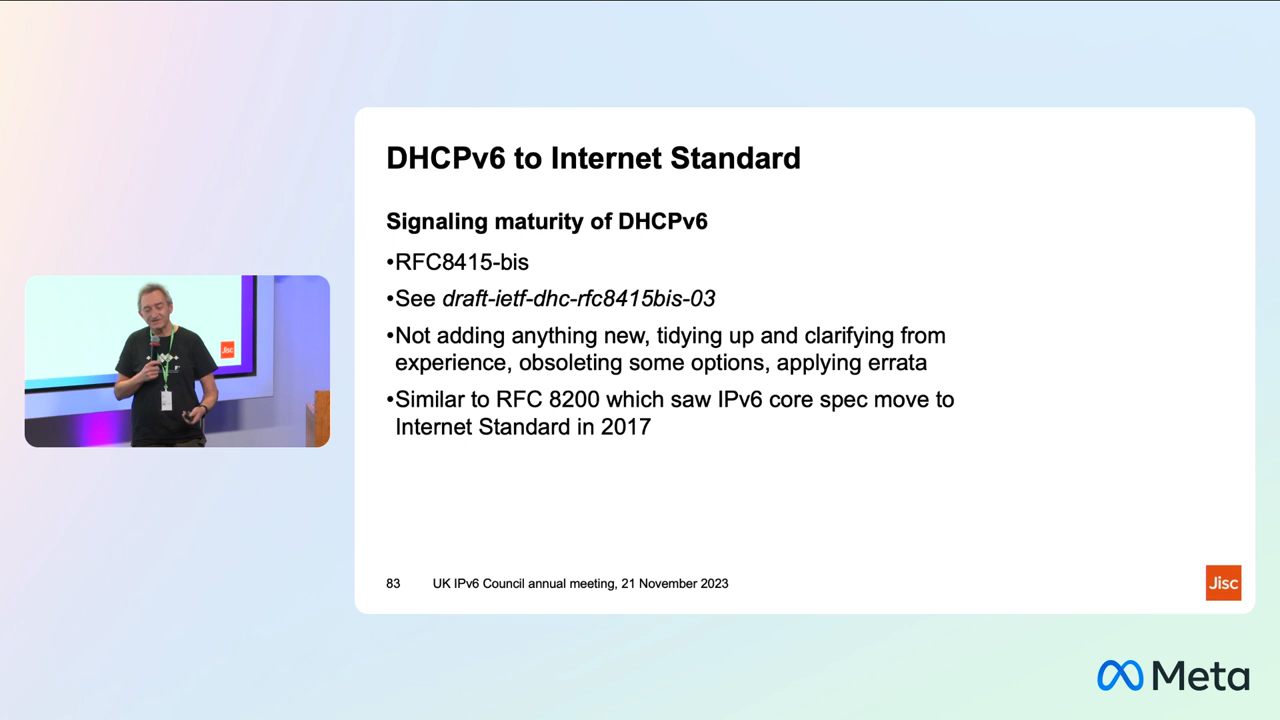 DHCPv6 to Internet Standard
Signaling maturity of DHCPv6
•RFC8415-bis
•See draft-ietf-dhc-rfc8415bis-03
•Not adding anything new, tidying up and clarifying from
experience, obsoleting some options, applying errata
•Similar to RFC 8200 which saw IPv6 core spec move to
Internet Standard in 2017
83 UK IPv6 Council annual meeting, 21 November 2023
Jisc
Jisc
Meta